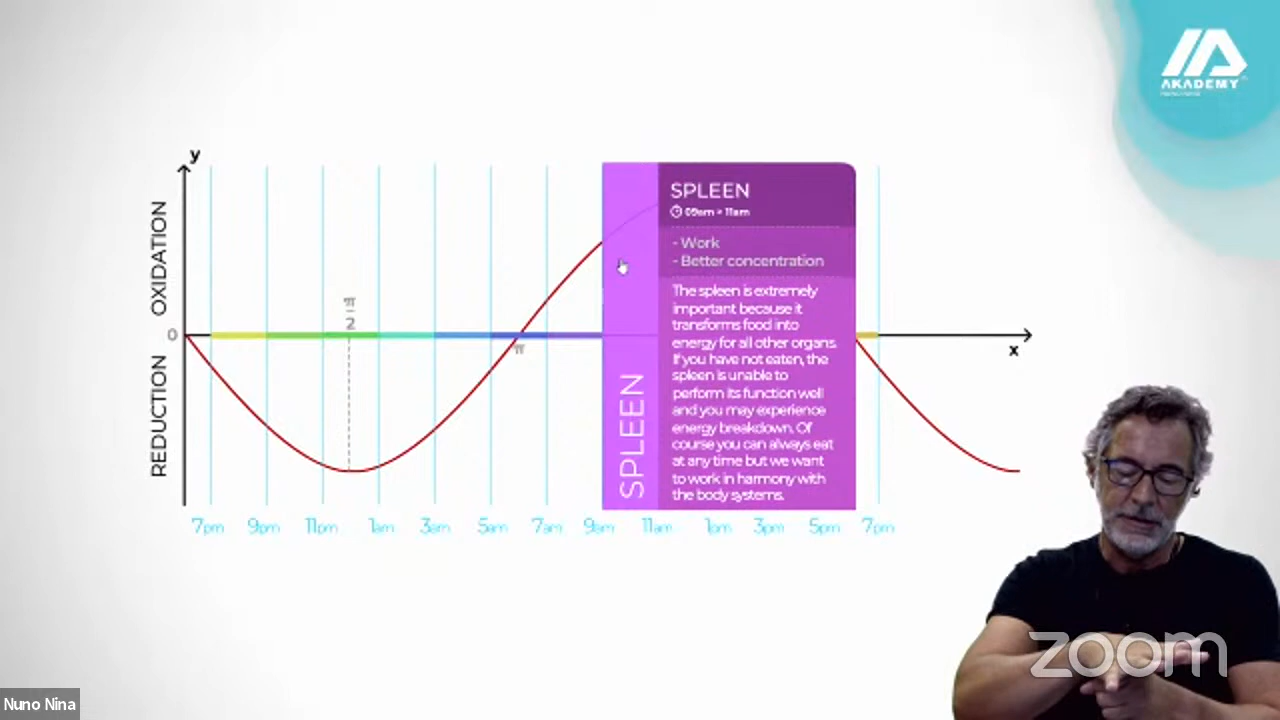 AKADEMY
y
OXIDATION
REDUCTION
0
π
2
π
x
SPLEEN
SPLEEN
09am > 11am
- Work
- Better concentration
The spleen is extremely
important because it
transforms food into
energy for all other organs.
If you have not eaten, the
spleen is unable to
perform its function well
and you may experience
energy breakdown. Of
course you can always eat
at any time but we want
to work in harmony with
the body systems.
7pm 9pm 11pm 1am 3am 5am 7am 9am 11am 1pm 3pm 5pm 7pm
zoom
Nuno Nina